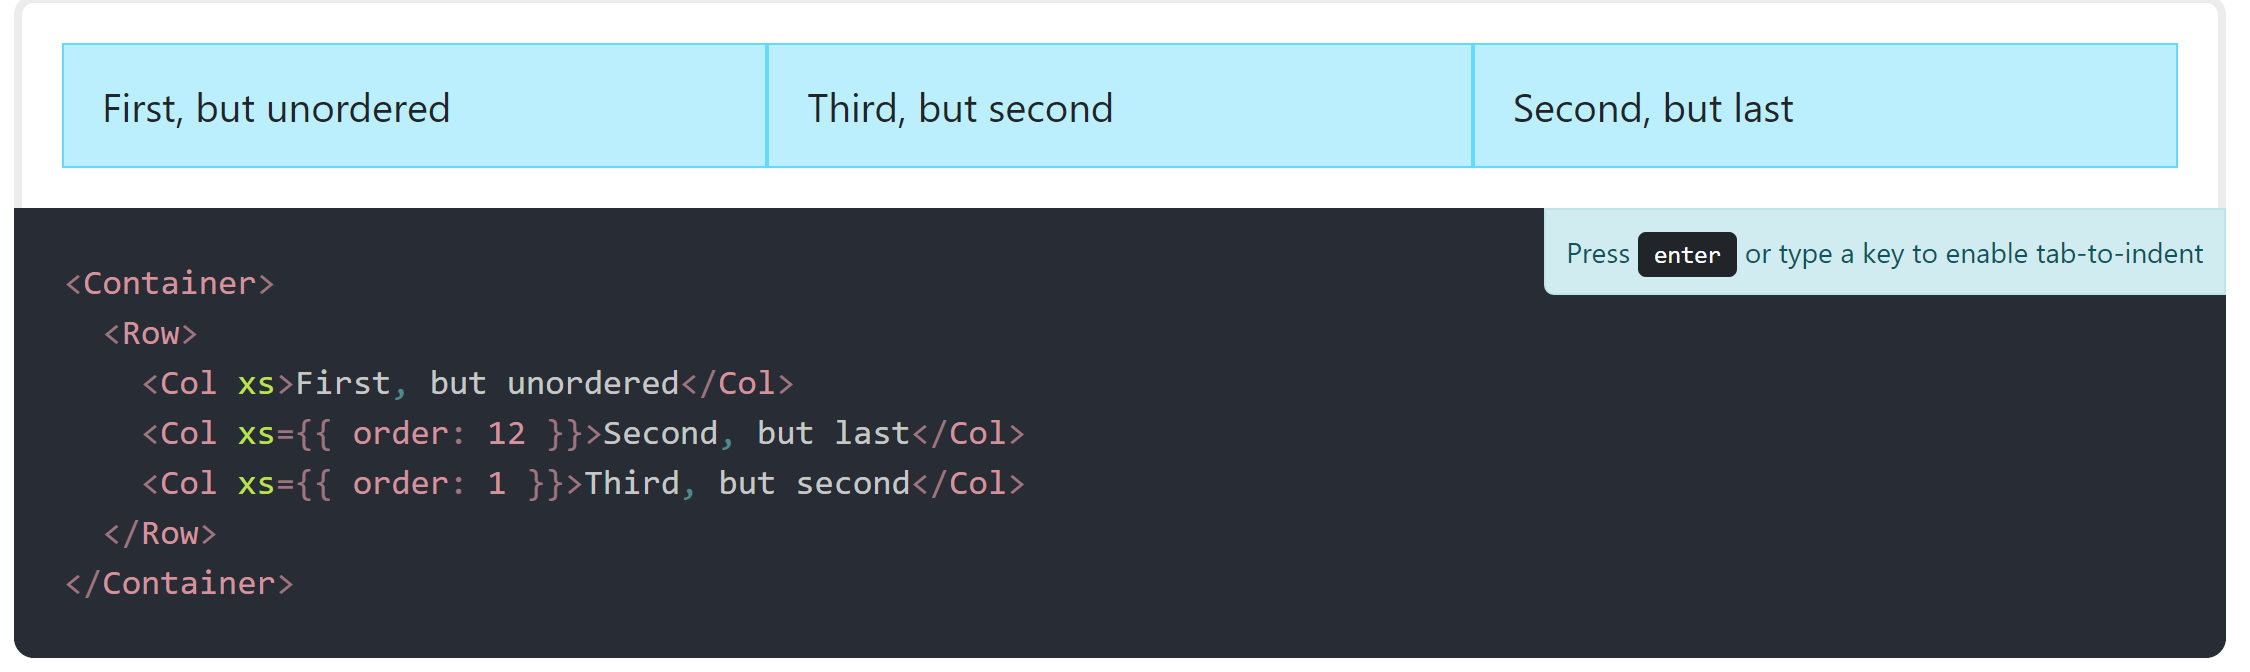 First, but unordered
Third, but second
Second, but last
Press enter or type a key to enable tab-to-indent
<Container>
  <Row>
    <Col xs>First, but unordered</Col>
    <Col xs={{ order: 12 }}>Second, but last</Col>
    <Col xs={{ order: 1 }}>Third, but second</Col>
  </Row>
</Container>